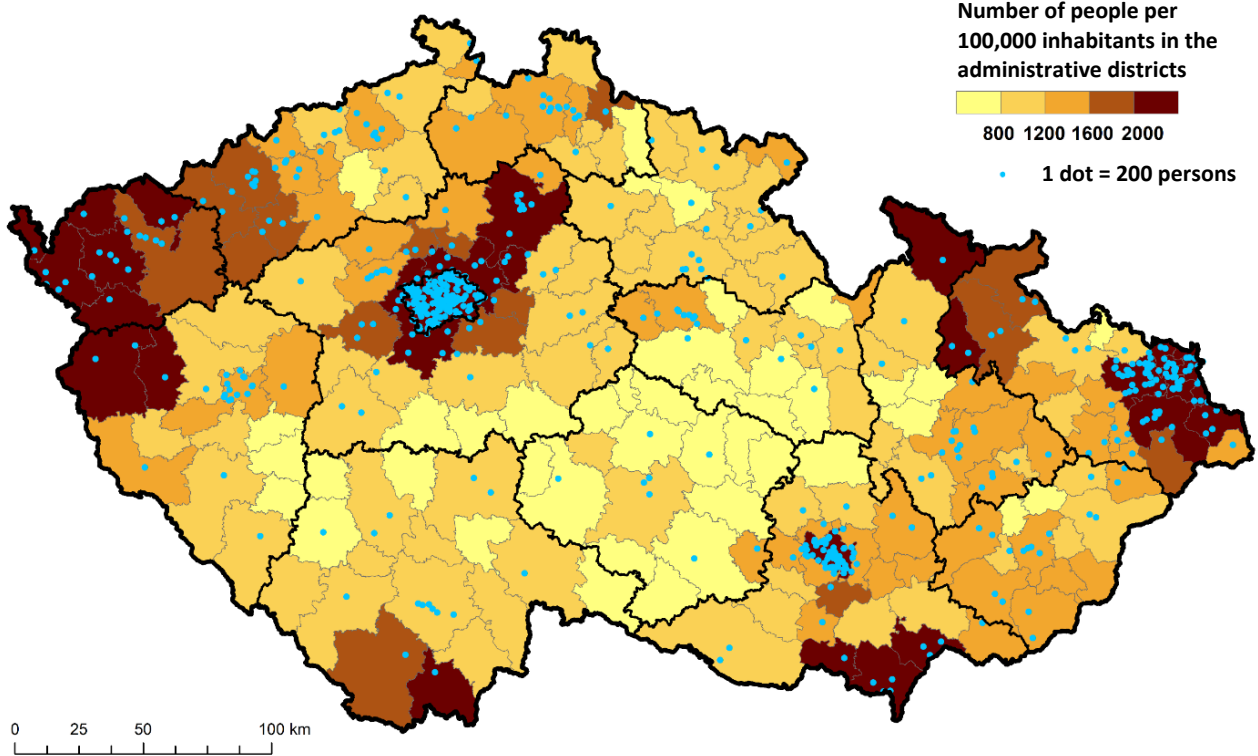 Number of people per
100,000 inhabitants in the
administrative districts
800 1200 1600 2000
1 dot = 200 persons
0 25 50 100 km